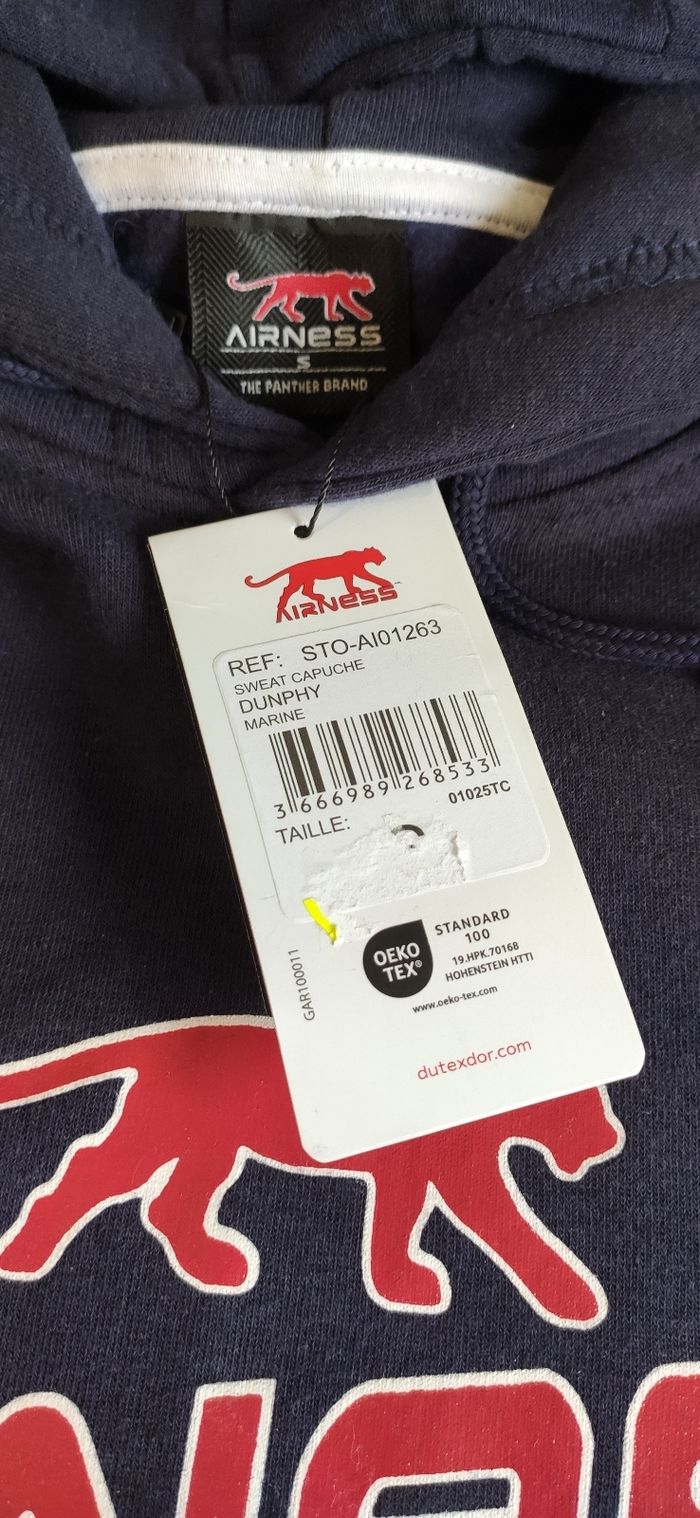 AIRNESS
S
THE PANTHER BRAND
AIRNESS
REF: STO-AI01263
SWEAT CAPUCHE
DUNPHY
MARINE
3 666989 268533
01025TC
TAILLE:
OEKO
TEX®
STANDARD
100
19.HPK.70168
HOHENSTEIN HTTI
www.oeko-tex.com
GAR100011
dutexdor.com